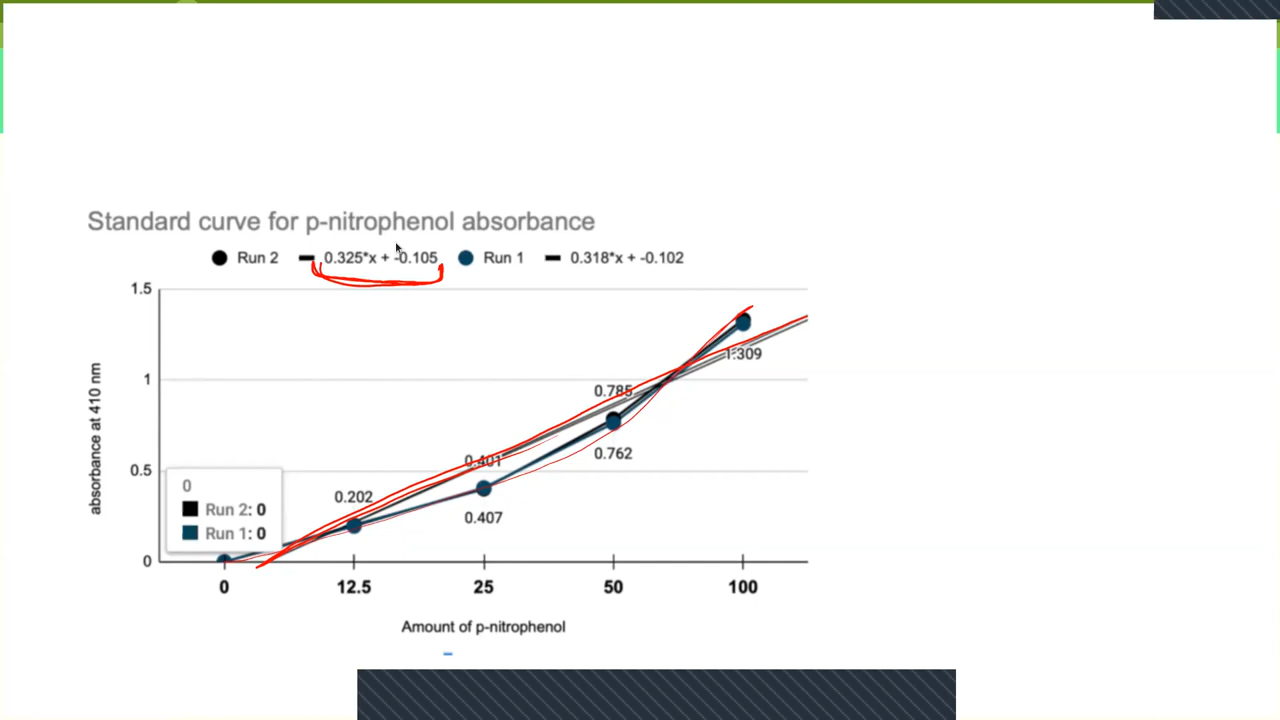 Standard curve for p-nitrophenol absorbance
Run 2 0.325*x + -0.105 Run 1 0.318*x + -0.102
1.5
1.309
1
0.785
absorbance at 410 nm
0.762
0.5
0.401
0.202
0.407
0
Run 2: 0
Run 1: 0
0
0 12.5 25 50 100
Amount of p-nitrophenol